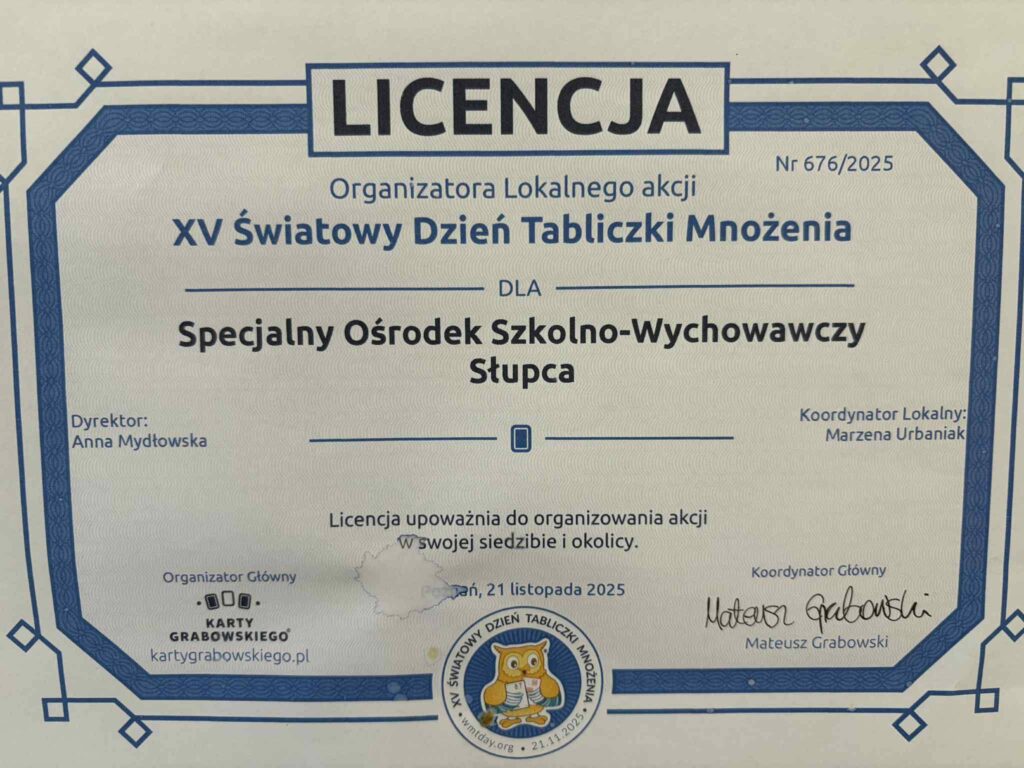 LICENCJA
Nr 676/2025
Organizatora Lokalnego akcji
XV Światowy Dzień Tabliczki Mnożenia
DLA
Specjalny Ośrodek Szkolno-Wychowawczy
Słupca
Dyrektor:
Anna Mydłowska
Koordynator Lokalny:
Marzena Urbaniak
Licencja upoważnia do organizowania akcji
w swojej siedzibie i okolicy.
Poznań, 21 listopada 2025
Organizator Główny
KARTY
GRABOWSKIEGO®
kartygrabowskiego.pl
Koordynator Główny
Mateusz Grabowski
Mateusz Grabowski
XV ŚWIATOWY DZIEŃ TABLICZKI MNOŻENIA
• wmtday.org • 21.11.2025 •